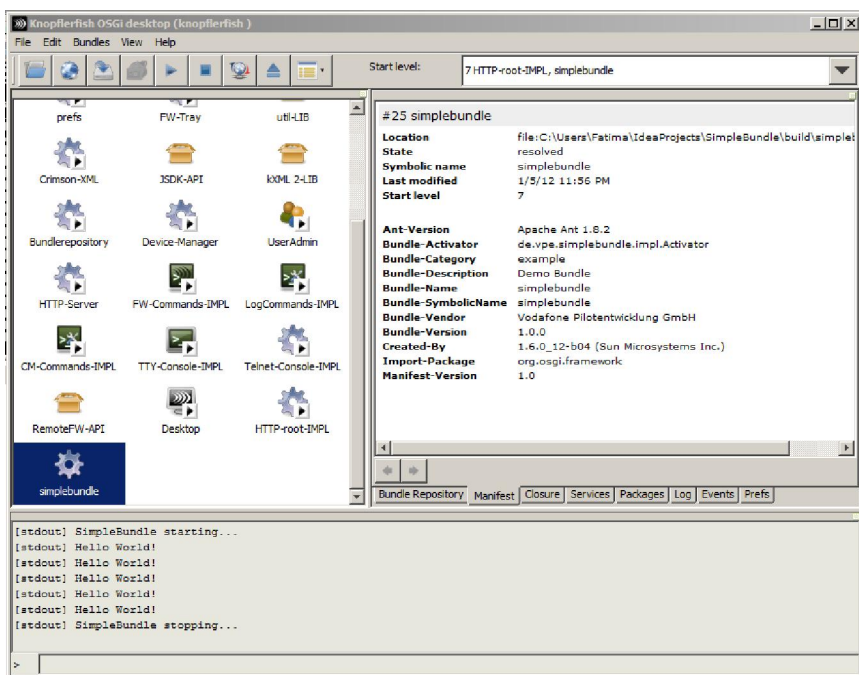 Knopflerfish OSGi desktop (knopflerfish )
File Edit Bundles View Help
Start level: 7 HTTP-root-IMPL, simplebundle
prefs FW-Tray util-LIB
Crimson-XML JSDK-API kXML 2-LIB
Bundlerepository Device-Manager UserAdmin
HTTP-Server FW-Commands-IMPL LogCommands-IMPL
CM-Commands-IMPL TTY-Console-IMPL Telnet-Console-IMPL
RemoteFW-API Desktop HTTP-root-IMPL
simplebundle
#25 simplebundle
Location file:C:\Users\Fatima\IdeaProjects\SimpleBundle\build\simplel
State resolved
Symbolic name simplebundle
Last modified 1/5/12 11:56 PM
Start level 7
Ant-Version Apache Ant 1.8.2
Bundle-Activator de.vpe.simplebundle.impl.Activator
Bundle-Category example
Bundle-Description Demo Bundle
Bundle-Name simplebundle
Bundle-SymbolicName simplebundle
Bundle-Vendor Vodafone Pilotentwicklung GmbH
Bundle-Version 1.0.0
Created-By 1.6.0_12-b04 (Sun Microsystems Inc.)
Import-Package org.osgi.framework
Manifest-Version 1.0
Bundle Repository Manifest Closure Services Packages Log Events Prefs
[stdout] SimpleBundle starting...
[stdout] Hello World!
[stdout] Hello World!
[stdout] Hello World!
[stdout] Hello World!
[stdout] Hello World!
[stdout] SimpleBundle stopping...
>